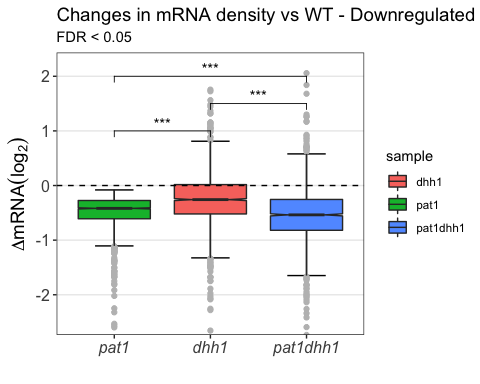 Changes in mRNA density vs WT - Downregulated
FDR < 0.05
***
***
***
2
1
0
-1
-2
ΔmRNA(log₂)
pat1 dhh1 pat1dhh1
sample
dhh1
pat1
pat1dhh1